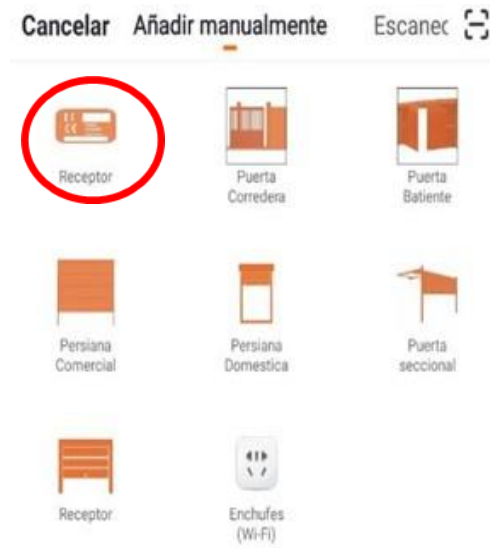 Cancelar Añadir manualmente Escanec
Receptor
Puerta
Corredera
Puerta
Batiente
Persiana
Comercial
Persiana
Domestica
Puerta
seccional
Receptor
Enchufes
(Wi-Fi)